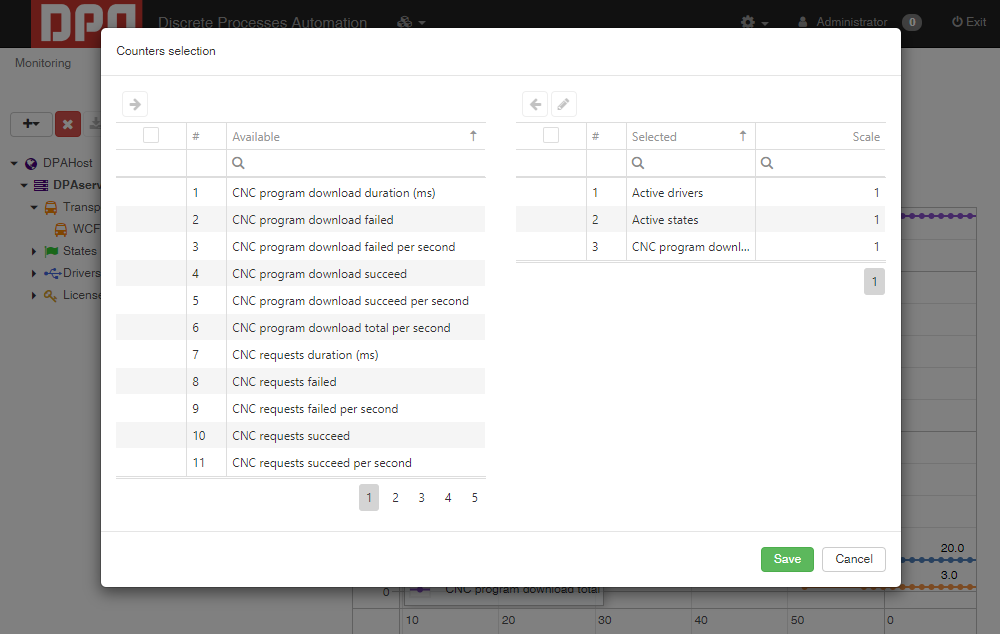 DPA Discrete Processes Automation Administrator 0 Exit
Monitoring
Counters selection
DPAHost
DPAserv
Transp
WCF
States
Drivers
License
# Available
1 CNC program download duration (ms)
2 CNC program download failed
3 CNC program download failed per second
4 CNC program download succeed
5 CNC program download succeed per second
6 CNC program download total per second
7 CNC requests duration (ms)
8 CNC requests failed
9 CNC requests failed per second
10 CNC requests succeed
11 CNC requests succeed per second
1 2 3 4 5
# Selected Scale
1 Active drivers 1
2 Active states 1
3 CNC program downl... 1
1
Save Cancel
20.0
3.0
0
CNC program download total
10 20 30 40 50 0